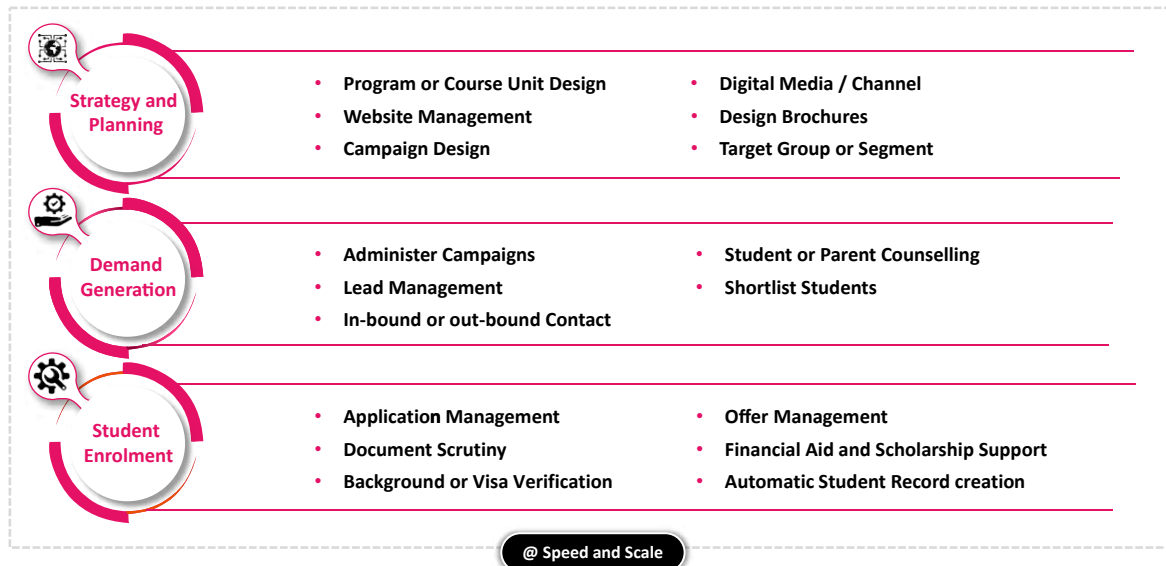 Strategy and
Planning
• Program or Course Unit Design
• Website Management
• Campaign Design
• Digital Media / Channel
• Design Brochures
• Target Group or Segment
Demand
Generation
• Administer Campaigns
• Lead Management
• In-bound or out-bound Contact
• Student or Parent Counselling
• Shortlist Students
Student
Enrolment
• Application Management
• Document Scrutiny
• Background or Visa Verification
• Offer Management
• Financial Aid and Scholarship Support
• Automatic Student Record creation
@ Speed and Scale